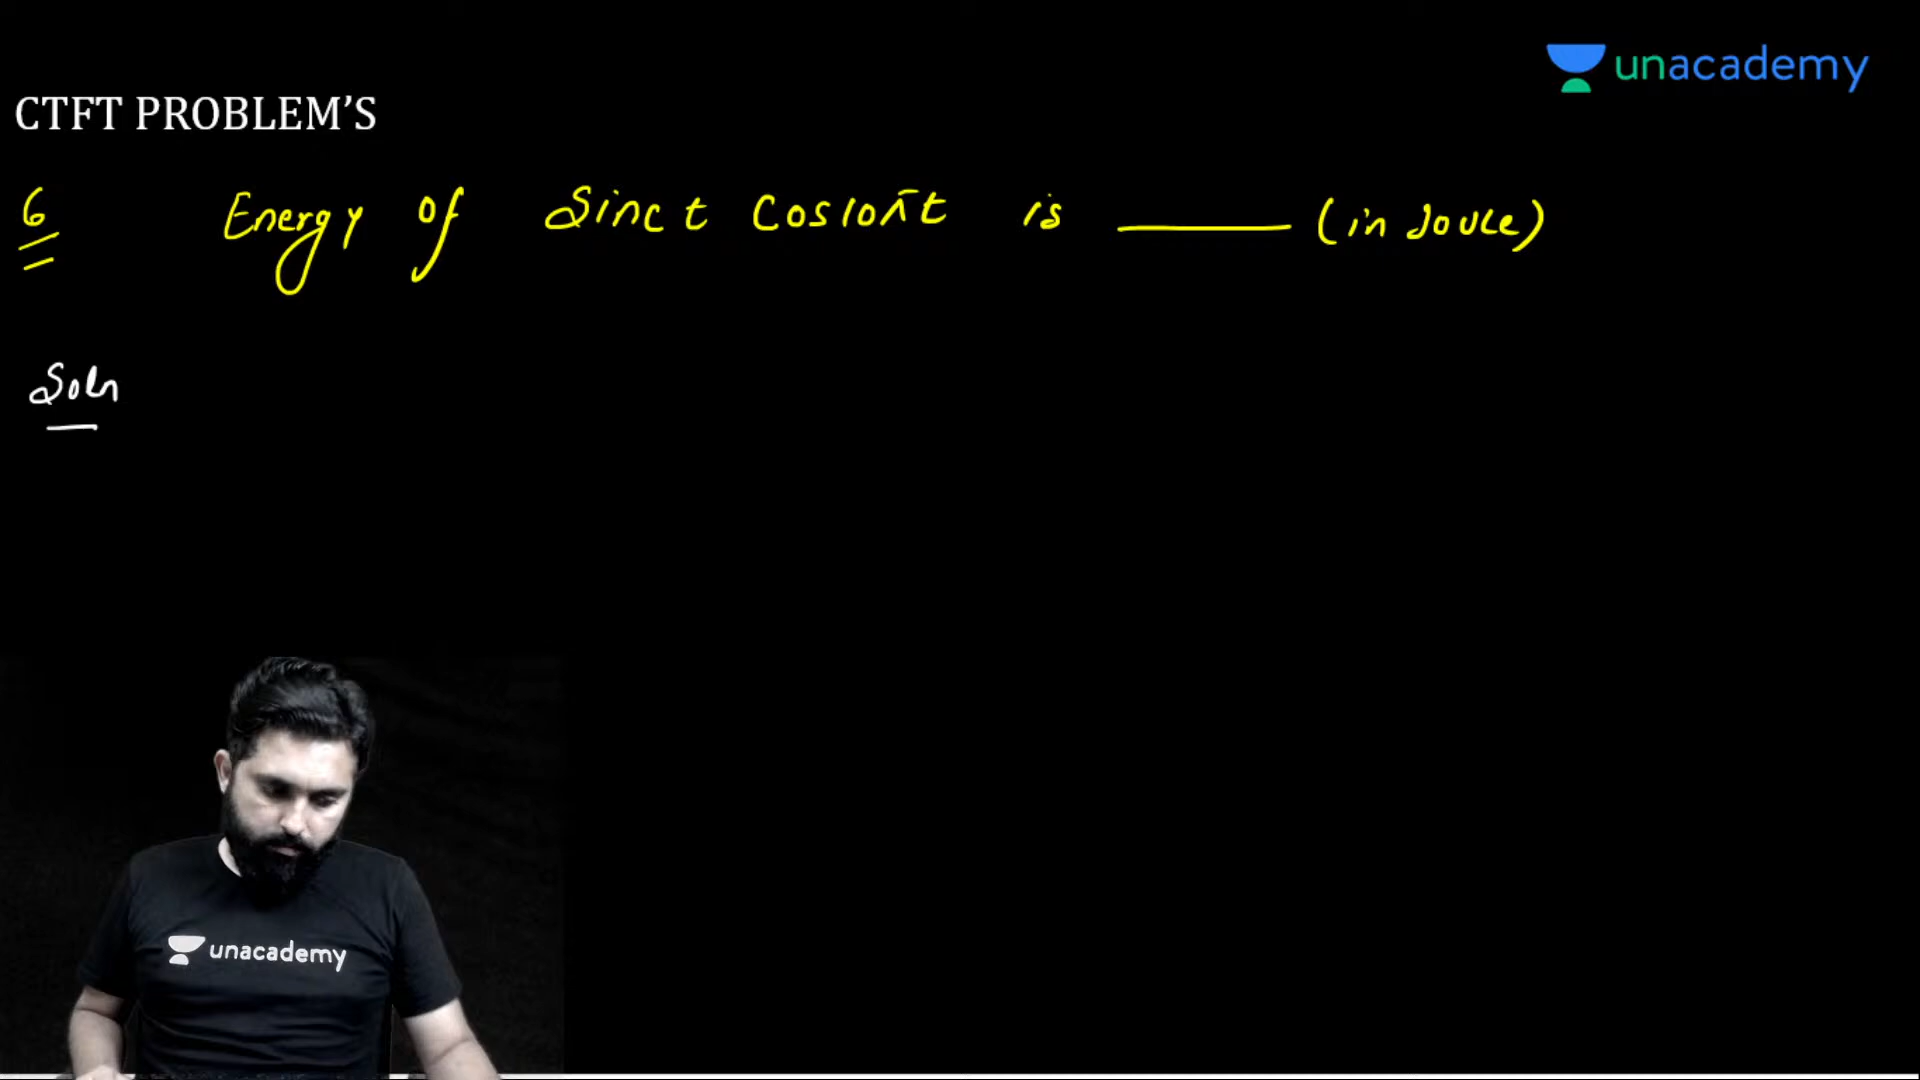 unacademy
CTFT PROBLEM'S
6 Energy of Sinc t Cos10πt is ______ (in Joule)
Soln
unacademy